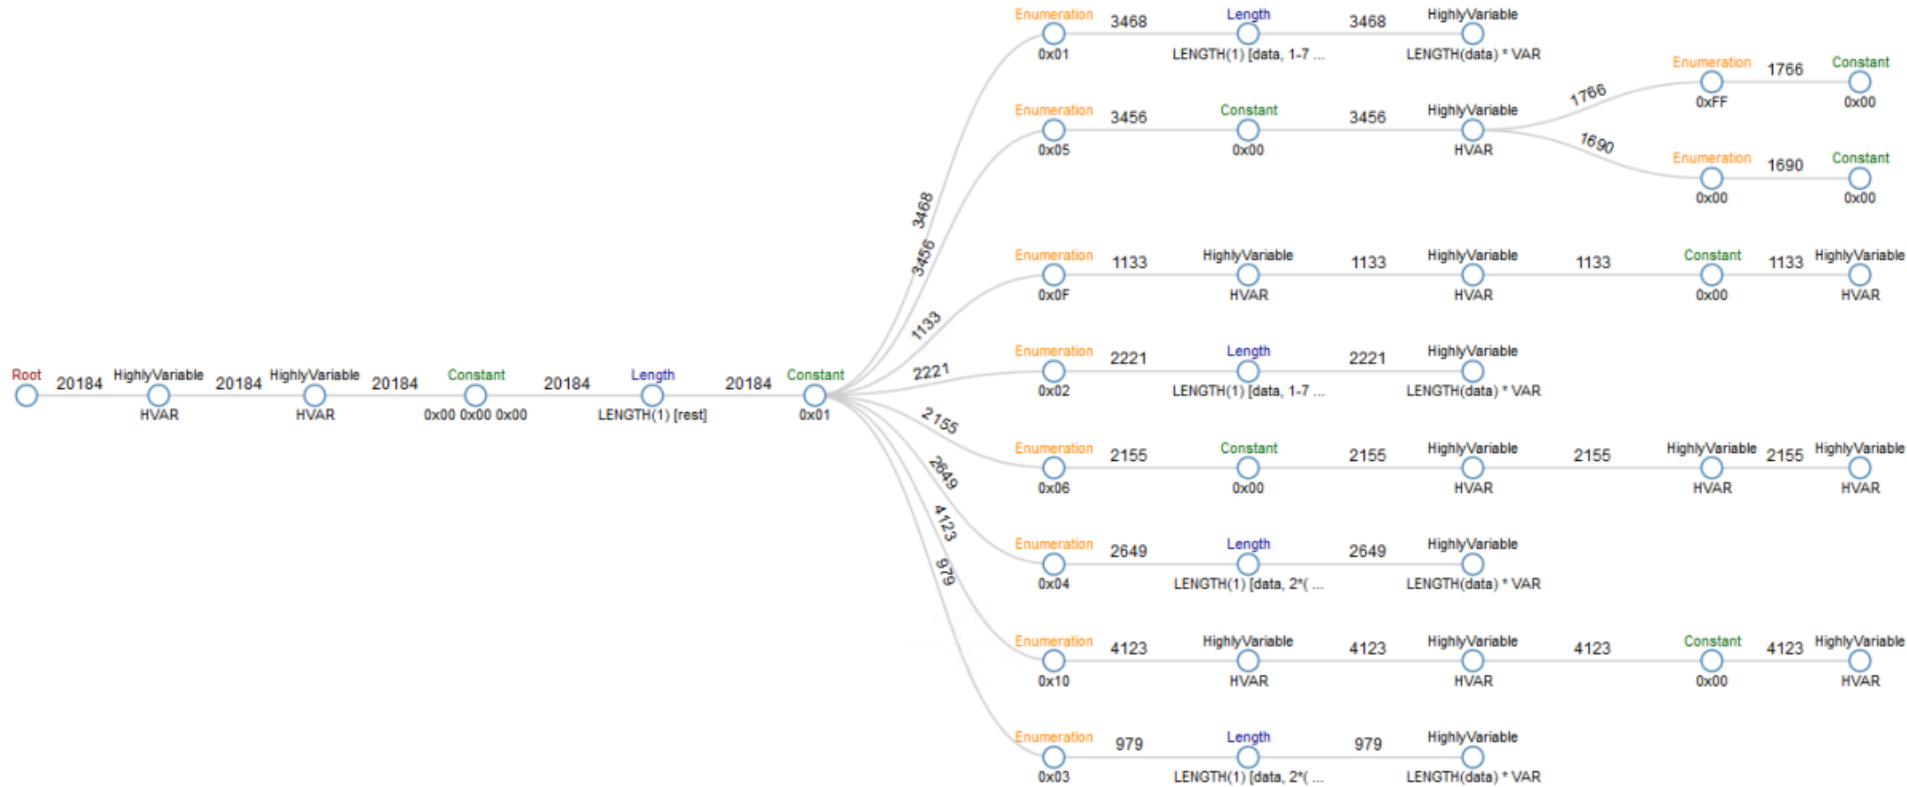 Enumeration 3468 Length 3468 HighlyVariable
0x01 LENGTH(1) [data, 1-7 ... LENGTH(data) * VAR
Enumeration 1766 Constant
1766
0xFF 0x00
Enumeration 3456 Constant 3456 HighlyVariable
0x05 0x00 HVAR
1690
Enumeration 1690 Constant
0x00 0x00
3468
3456
Enumeration 1133 HighlyVariable 1133 HighlyVariable 1133 Constant 1133 HighlyVariable
0x0F HVAR HVAR 0x00 HVAR
1133
Enumeration 2221 Length 2221 HighlyVariable
2221
0x02 LENGTH(1) [data, 1-7 ... LENGTH(data) * VAR
Root 20184 HighlyVariable 20184 HighlyVariable 20184 Constant 20184 Length 20184 Constant
HVAR HVAR 0x00 0x00 0x00 LENGTH(1) [rest] 0x01
2155
Enumeration 2155 Constant 2155 HighlyVariable 2155 HighlyVariable 2155 HighlyVariable
0x06 0x00 HVAR HVAR HVAR
2649
4123
Enumeration 2649 Length 2649 HighlyVariable
0x04 LENGTH(1) [data, 2*( ... LENGTH(data) * VAR
979
Enumeration 4123 HighlyVariable 4123 HighlyVariable 4123 Constant 4123 HighlyVariable
0x10 HVAR HVAR 0x00 HVAR
Enumeration 979 Length 979 HighlyVariable
0x03 LENGTH(1) [data, 2*( ... LENGTH(data) * VAR